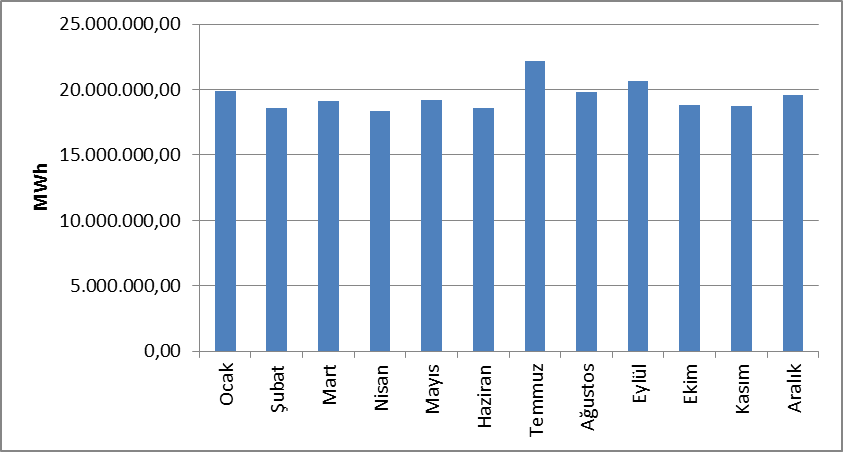 25.000.000,00
20.000.000,00
15.000.000,00
10.000.000,00
5.000.000,00
0,00
MWh
Ocak
Şubat
Mart
Nisan
Mayıs
Haziran
Temmuz
Ağustos
Eylül
Ekim
Kasım
Aralık